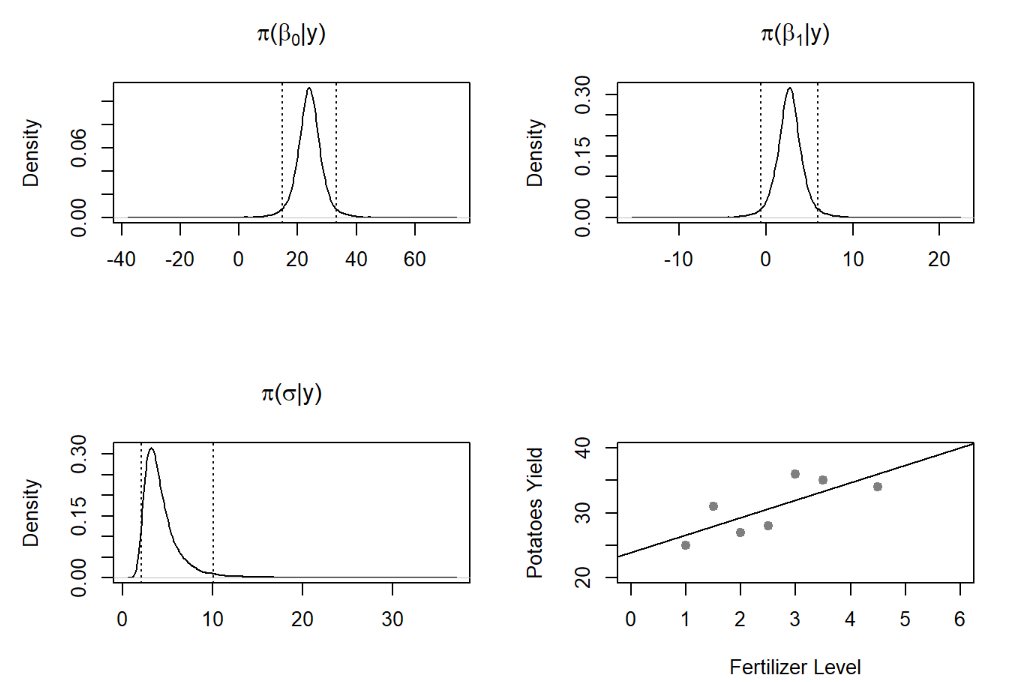 π(β₀|y)
Density
0.00
0.06
-40 -20 0 20 40 60
π(β₁|y)
Density
0.00 0.15 0.30
-10 0 10 20
π(σ|y)
Density
0.00 0.15 0.30
0 10 20 30
Potatoes Yield
20 30 40
0 1 2 3 4 5 6
Fertilizer Level